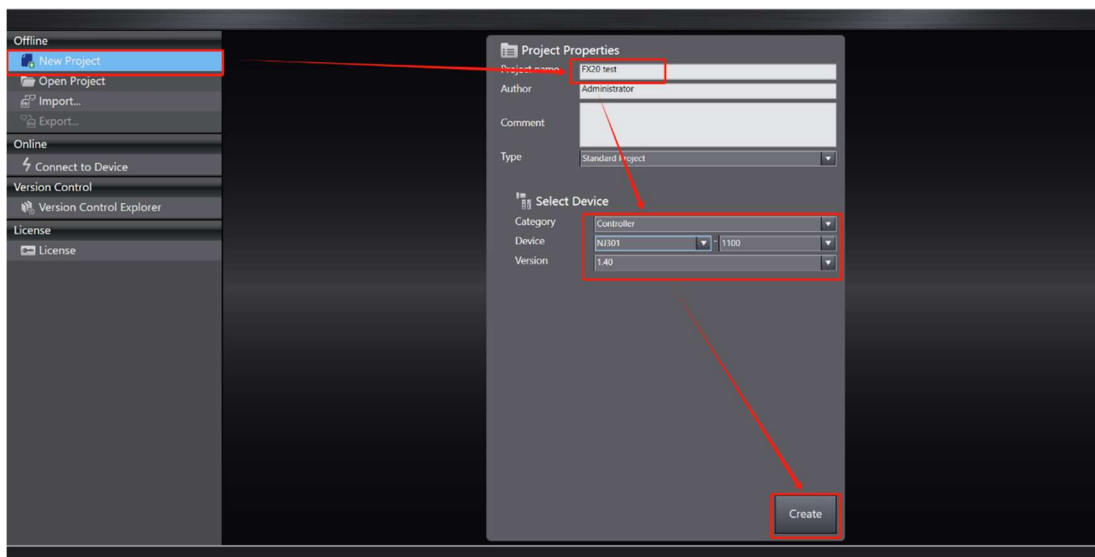 Offline
New Project
Open Project
Import...
Export...
Online
Connect to Device
Version Control
Version Control Explorer
License
License
Project Properties
Project name FX20 test
Author Administrator
Comment
Type Standard Project
Select Device
Category Controller
Device NJ301 - 1100
Version 1.40
Create